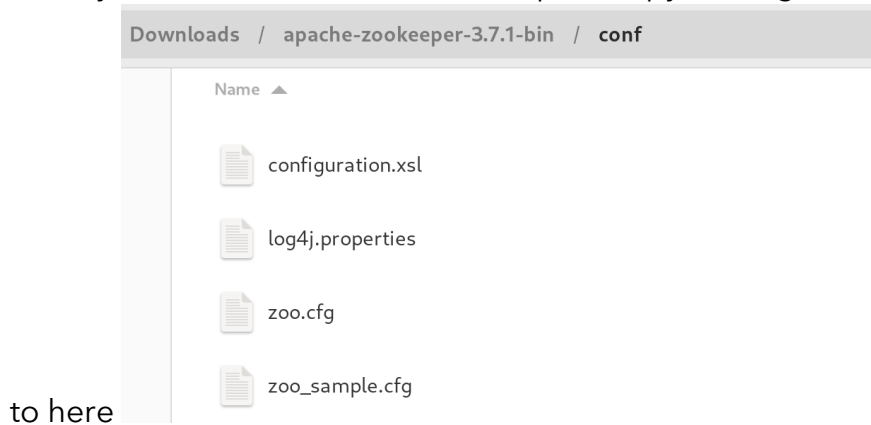 Downloads / apache-zookeeper-3.7.1-bin / conf
Name
configuration.xsl
log4j.properties
zoo.cfg
zoo_sample.cfg
to here